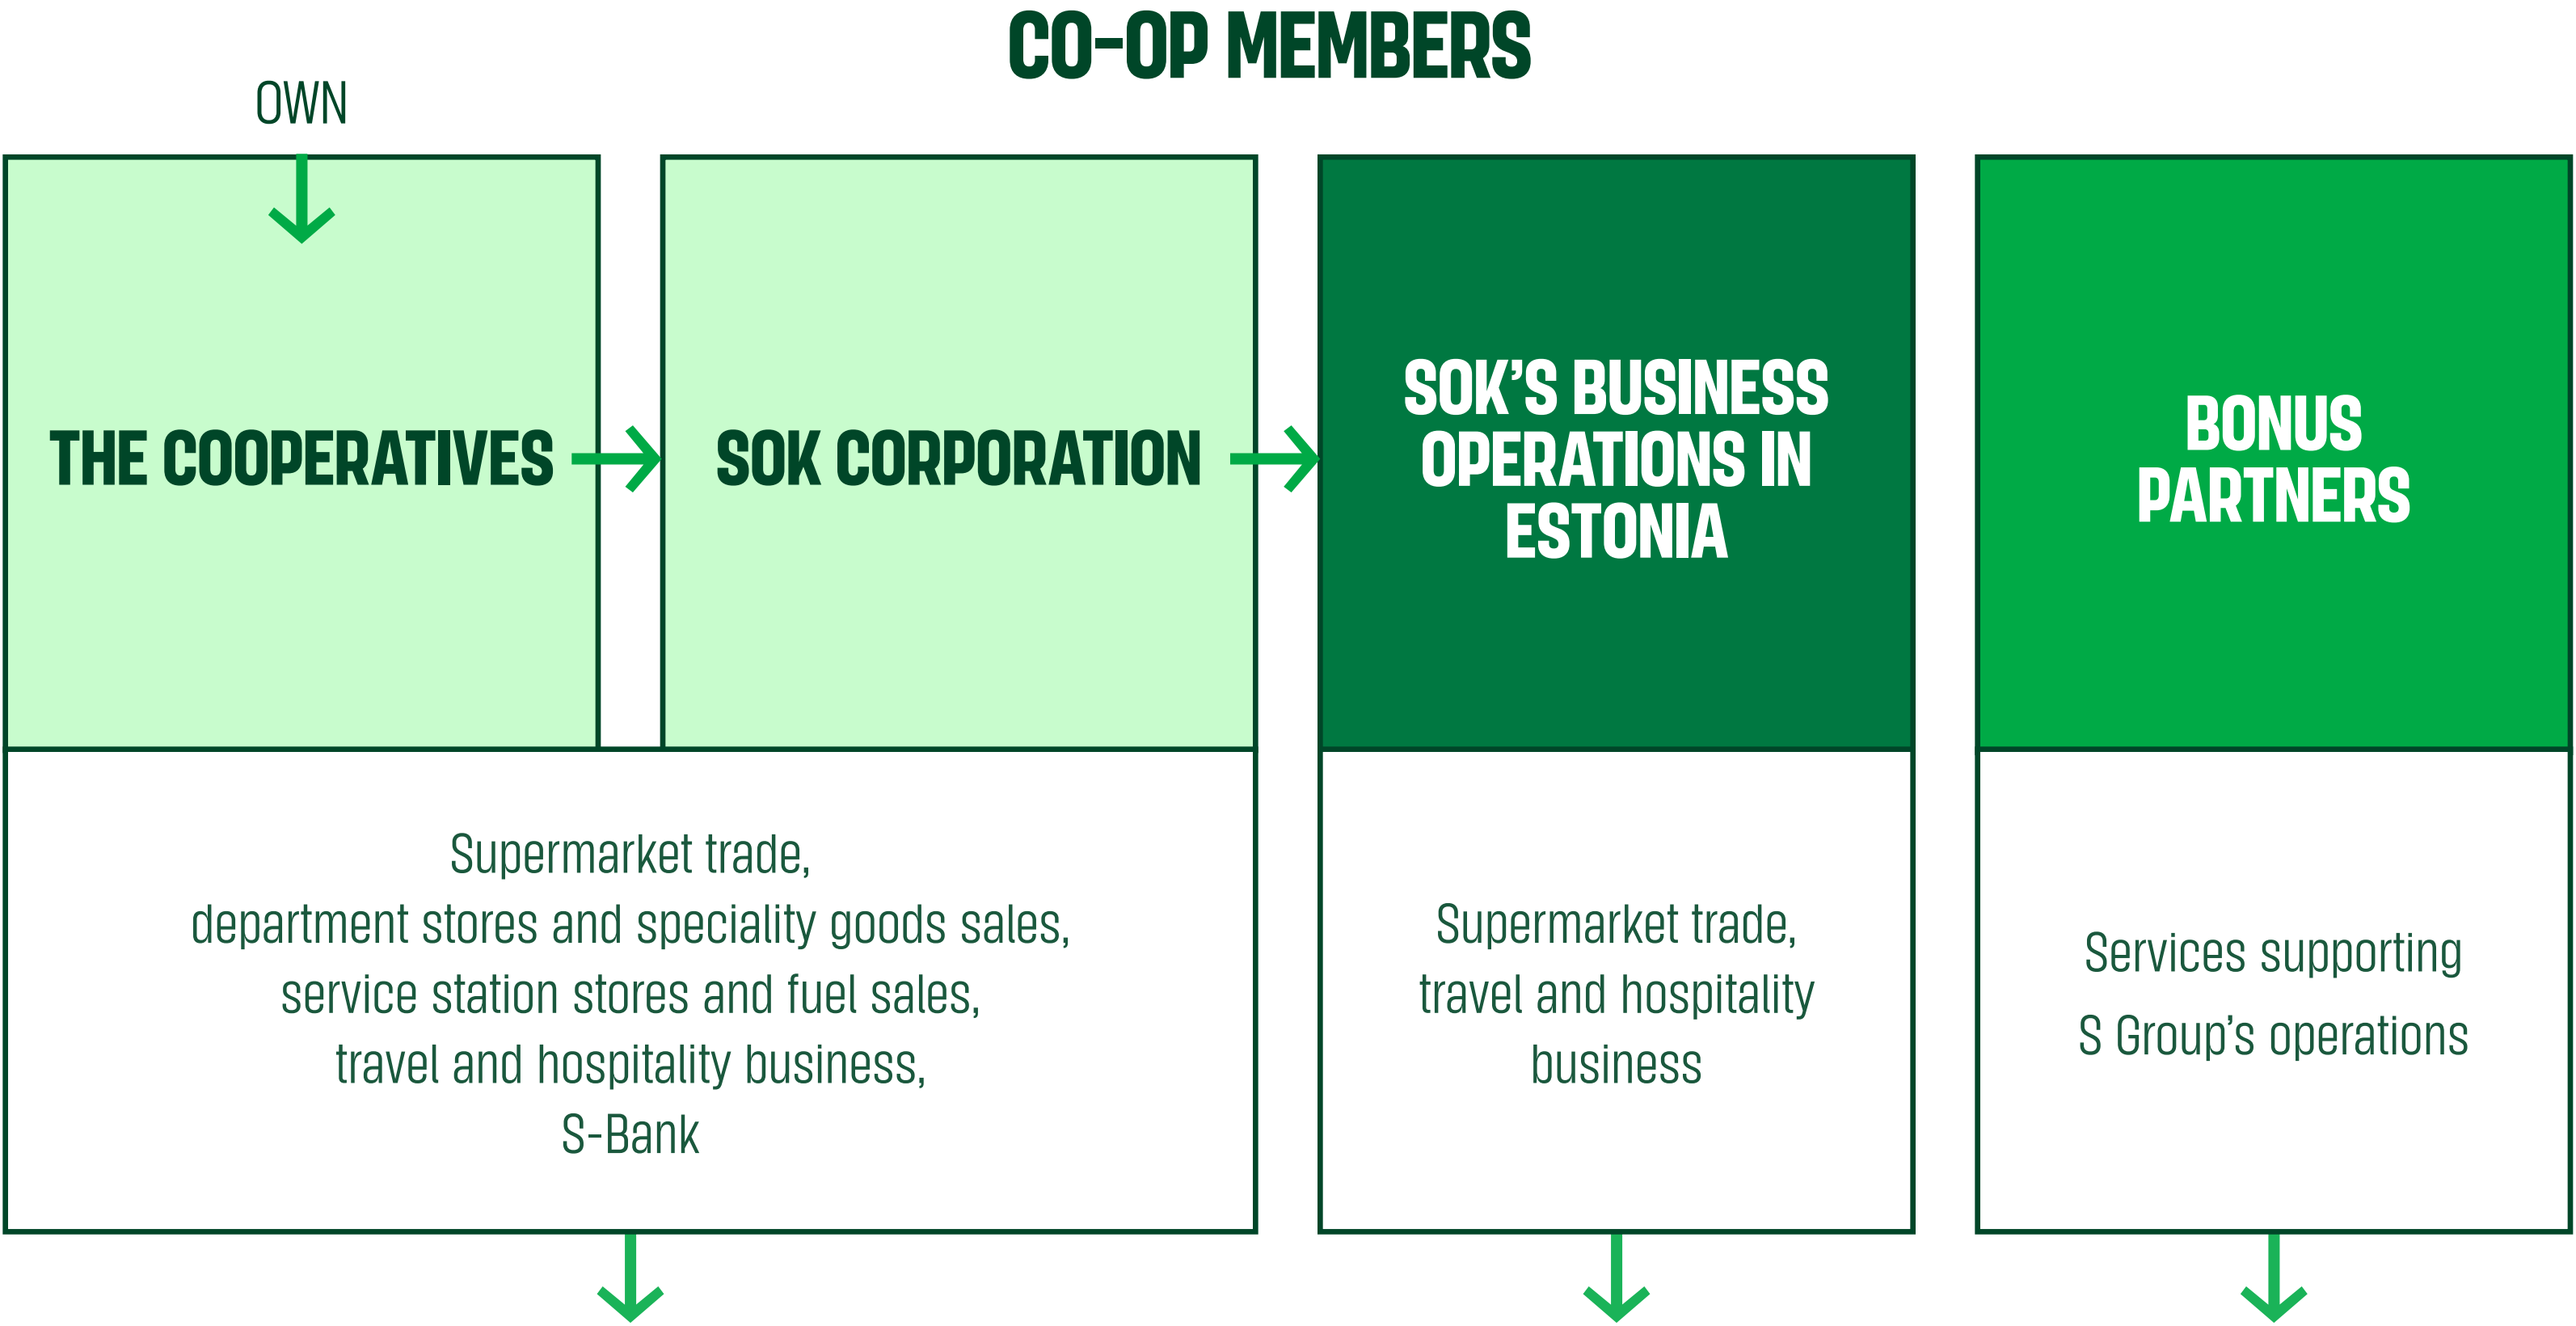 CO-OP MEMBERS
OWN
THE COOPERATIVES
SOK CORPORATION
SOK’S BUSINESS
OPERATIONS IN
ESTONIA
BONUS
PARTNERS
Supermarket trade,
department stores and speciality goods sales,
service station stores and fuel sales,
travel and hospitality business,
S-Bank
Supermarket trade,
travel and hospitality
business
Services supporting
S Group’s operations